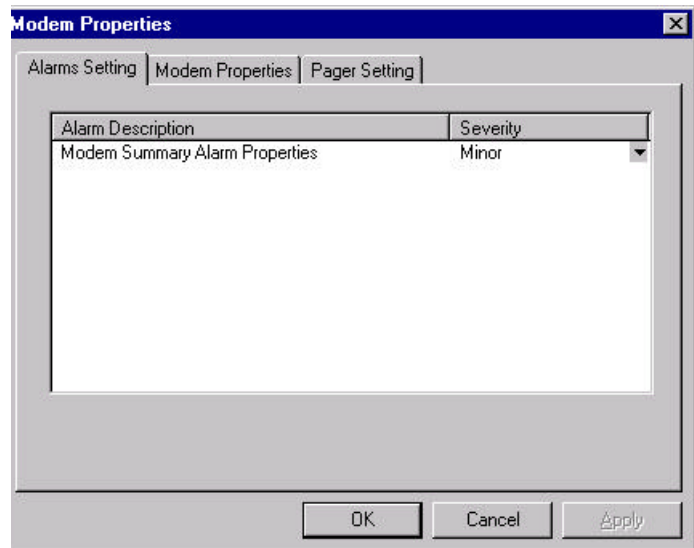 Modem Properties
Alarms Setting Modem Properties Pager Setting
Alarm Description Severity
Modem Summary Alarm Properties Minor
OK Cancel Apply